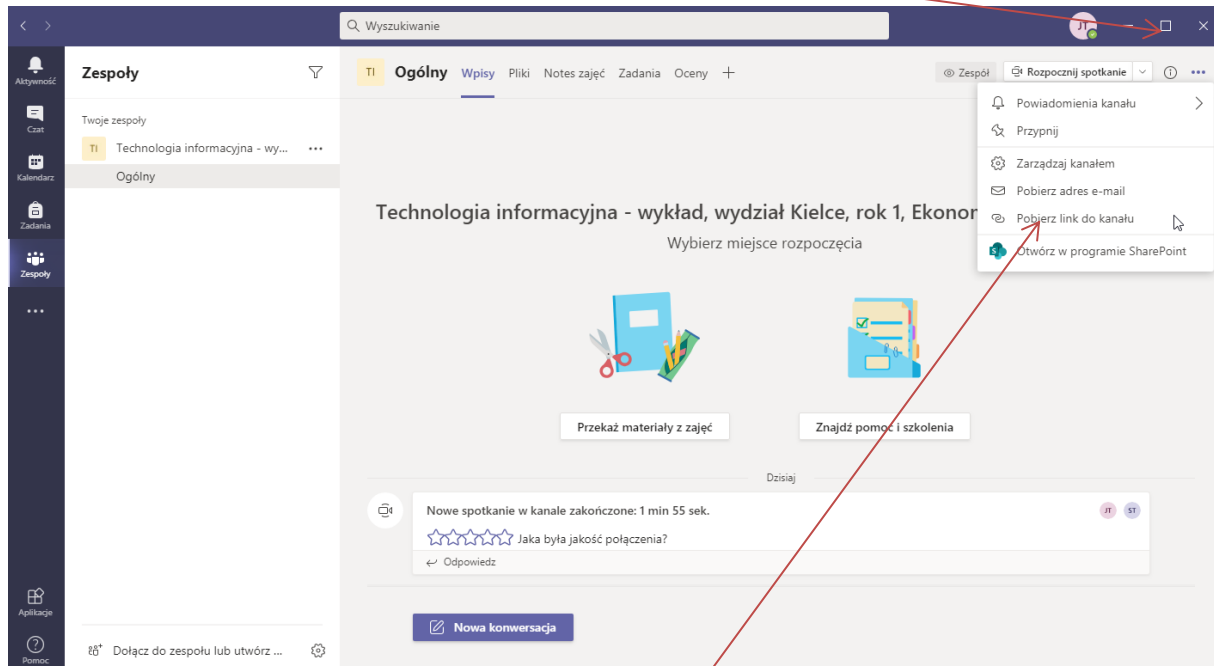 Wyszukiwanie
JT
Aktywność
Czat
Kalendarz
Zadania
Zespoły
Aplikacje
Pomoc
Zespoły
Twoje zespoły
TI Technologia informacyjna - wy... ...
Ogólny
Dołącz do zespołu lub utwórz ...
TI Ogólny Wpisy Pliki Notes zajęć Zadania Oceny +
Zespół Rozpocznij spotkanie
Powiadomienia kanału
Przypnij
Zarządzaj kanałem
Pobierz adres e-mail
Pobierz link do kanału
Otwórz w programie SharePoint
Technologia informacyjna - wykład, wydział Kielce, rok 1, Ekonor
Wybierz miejsce rozpoczęcia
Przekaż materiały z zajęć
Znajdź pomoc i szkolenia
Dzisiaj
Nowe spotkanie w kanale zakończone: 1 min 55 sek.
JT ST
Jaka była jakość połączenia?
Odpowiedz
Nowa konwersacja